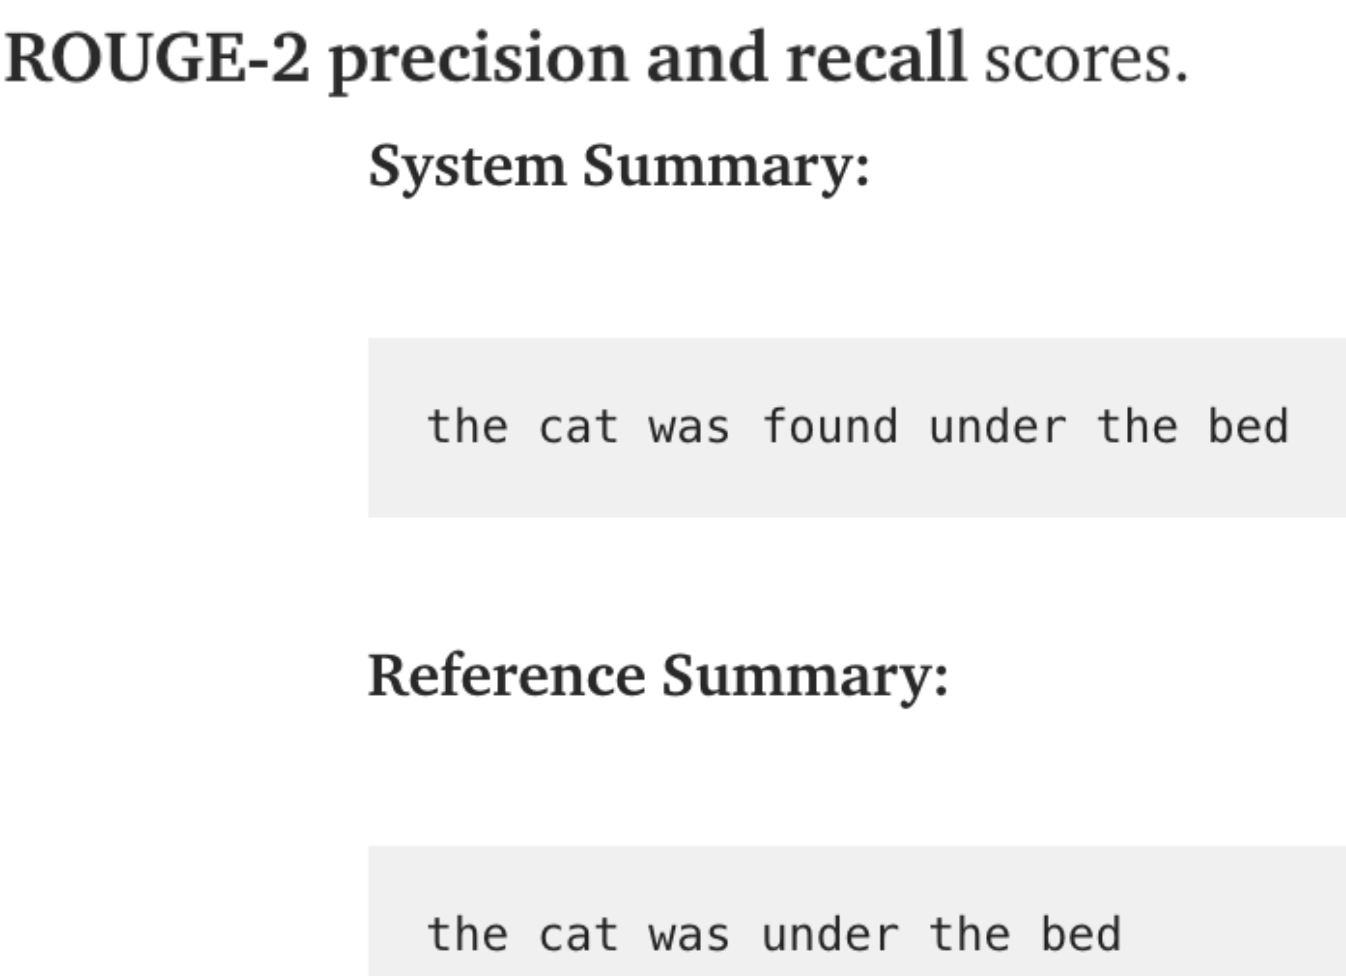 ROUGE-2 precision and recall scores.
System Summary:
the cat was found under the bed
Reference Summary:
the cat was under the bed